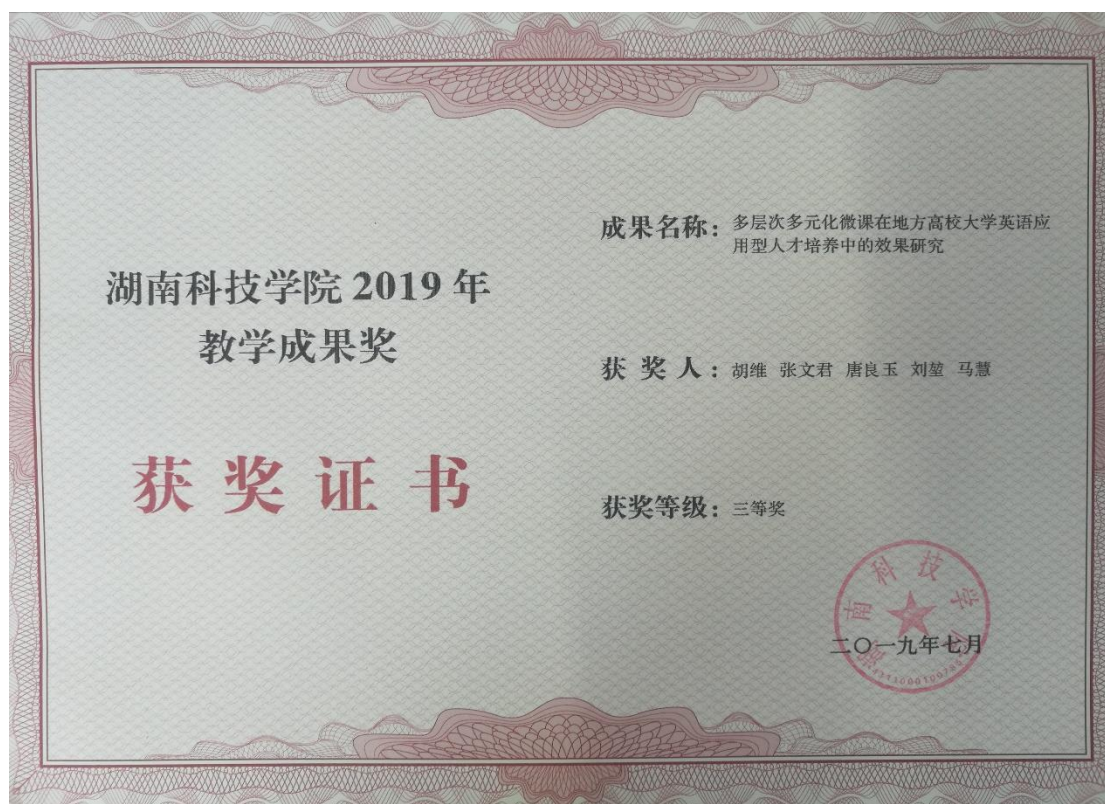 湖南科技学院 2019 年
教学成果奖
获奖证书
成果名称：多层次多元化微课在地方高校大学英语应
用型人才培养中的效果研究
获奖人：胡维 张文君 唐良玉 刘堃 马慧
获奖等级：三等奖
湖南科技学院
二〇一九年七月